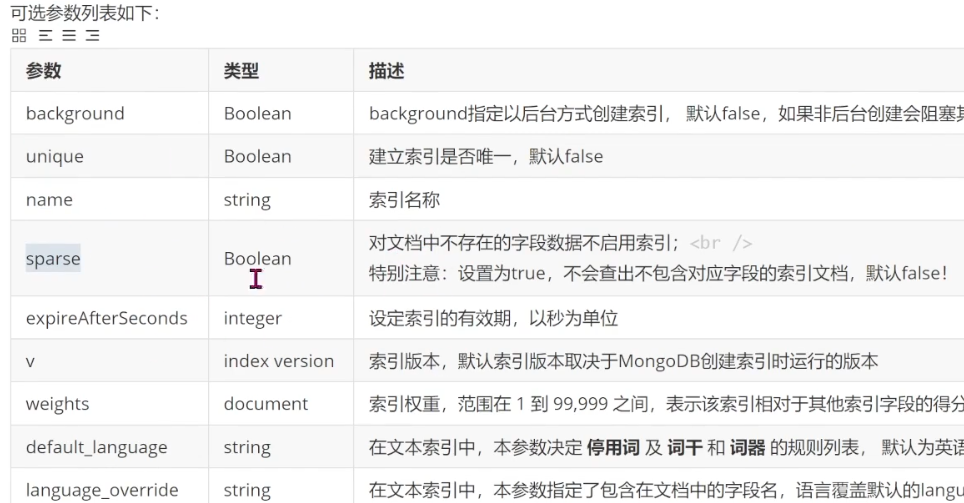 可选参数列表如下：
参数 类型 描述
background Boolean background指定以后台方式创建索引， 默认false，如果非后台创建会阻塞
unique Boolean 建立索引是否唯一，默认false
name string 索引名称
sparse Boolean 对文档中不存在的字段数据不启用索引； <br />
特别注意：设置为true，不会查出不包含对应字段的索引文档，默认false！
expireAfterSeconds integer 设定索引的有效期，以秒为单位
v index version 索引版本，默认索引版本取决于MongoDB创建索引时运行的版本
weights document 索引权重，范围在 1 到 99,999 之间，表示该索引相对于其他索引字段的得分
default_language string 在文本索引中，本参数决定 停用词 及 词干 和 词器 的规则列表， 默认为英语
language_override string 在文本索引中，本参数指定了包含在文档中的字段名，语言覆盖默认的langu